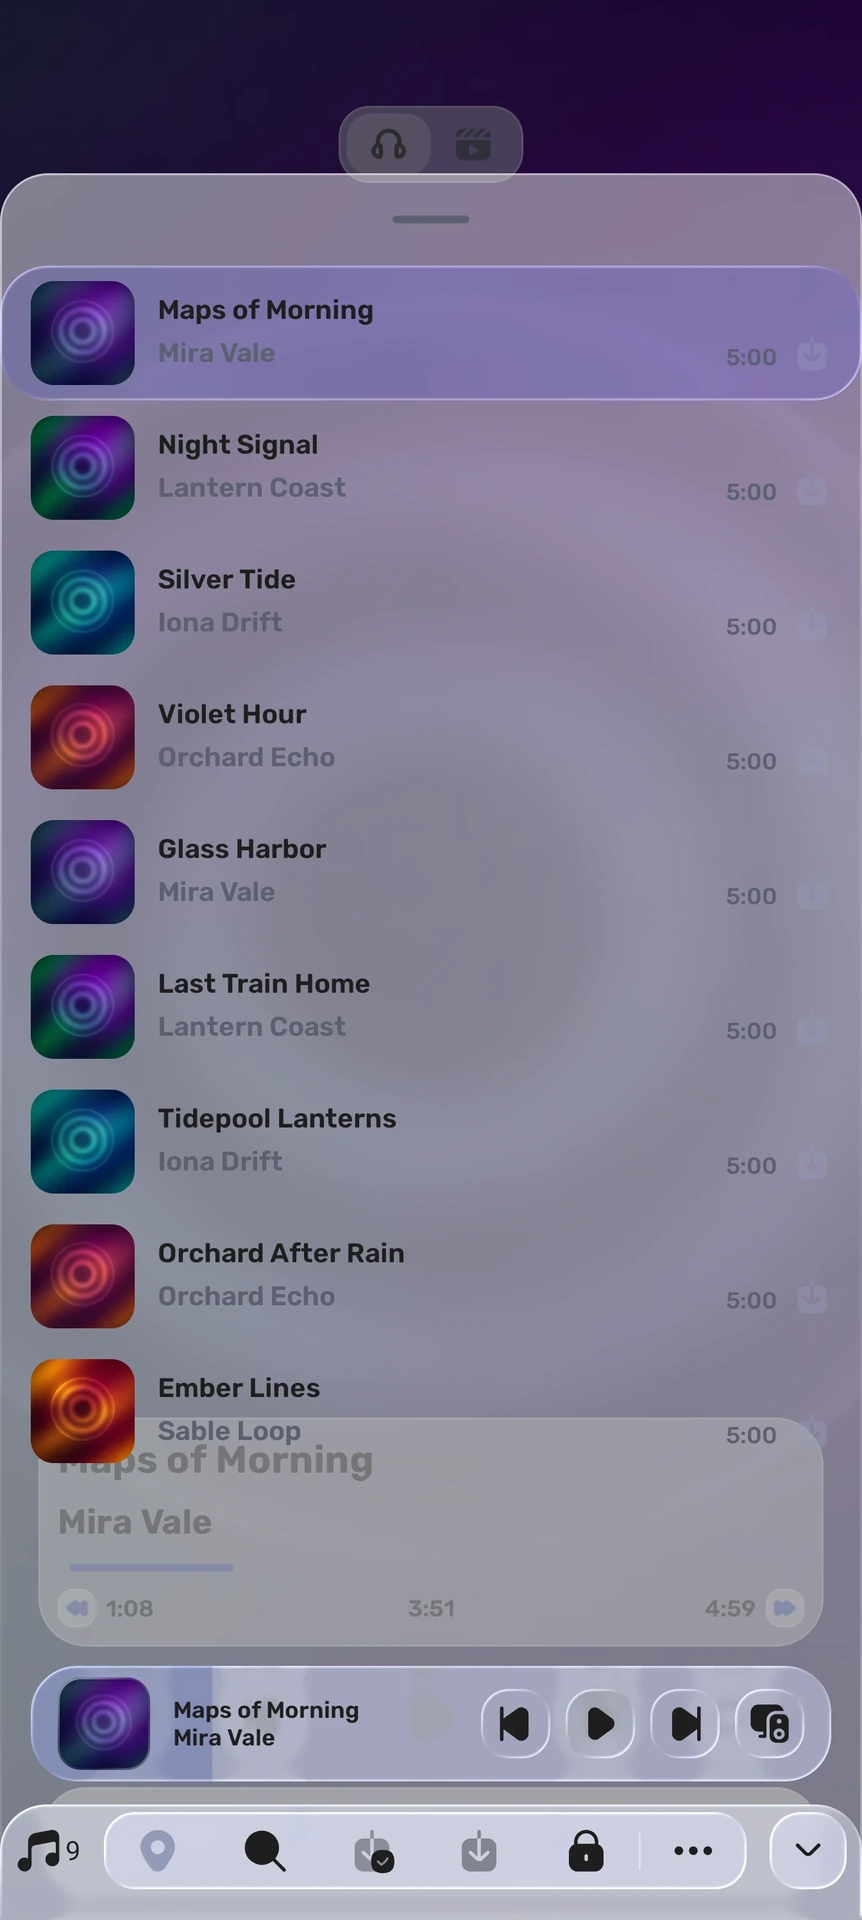 Maps of Morning
Mira Vale
5:00
Night Signal
Lantern Coast
5:00
Silver Tide
Iona Drift
5:00
Violet Hour
Orchard Echo
5:00
Glass Harbor
Mira Vale
5:00
Last Train Home
Lantern Coast
5:00
Tidepool Lanterns
Iona Drift
5:00
Orchard After Rain
Orchard Echo
5:00
Ember Lines
Sable Loop
5:00
Maps of Morning
Mira Vale
1:08 3:51 4:59
Maps of Morning
Mira Vale
9